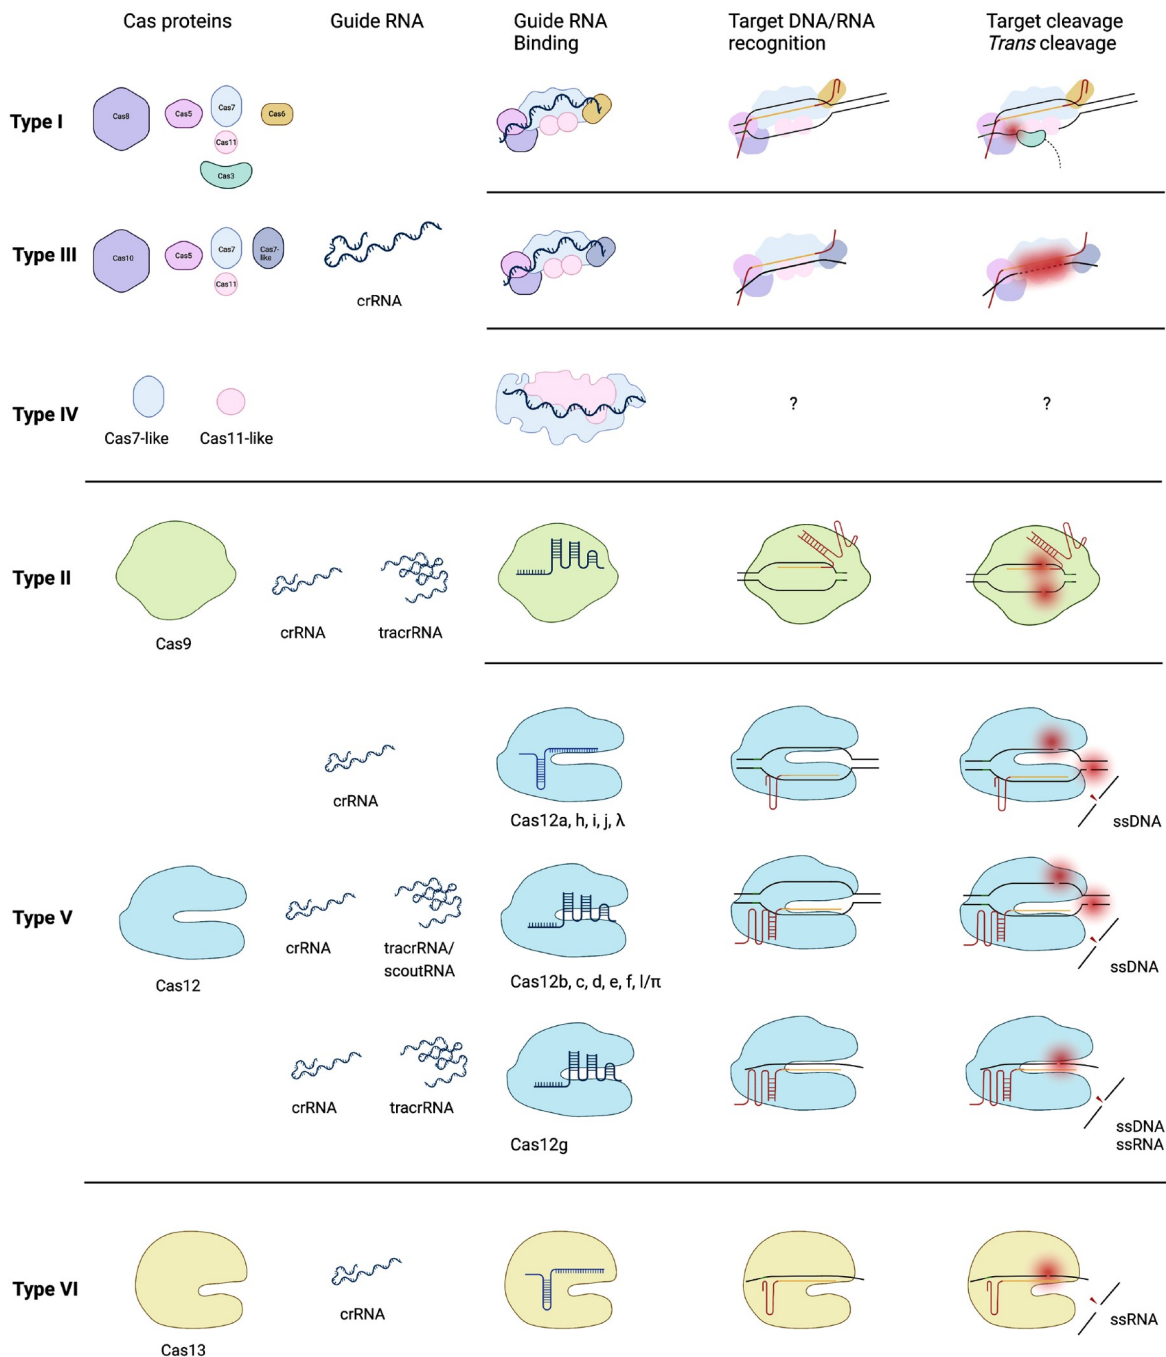 Cas proteins
Guide RNA
Guide RNA
Binding
Target DNA/RNA
recognition
Target cleavage
Trans cleavage
Type I
Cas8
Cas5
Cas7
Cas11
Cas6
Cas3
Type III
Cas10
Cas5
Cas7
Cas11
Cas7-
like
crRNA
Type IV
Cas7-like
Cas11-like
?
?
Type II
Cas9
crRNA
tracrRNA
crRNA
Cas12a, h, i, j, λ
ssDNA
Type V
Cas12
crRNA
tracrRNA/
scoutRNA
Cas12b, c, d, e, f, l/π
ssDNA
crRNA
tracrRNA
Cas12g
ssDNA
ssRNA
Type VI
Cas13
crRNA
ssRNA